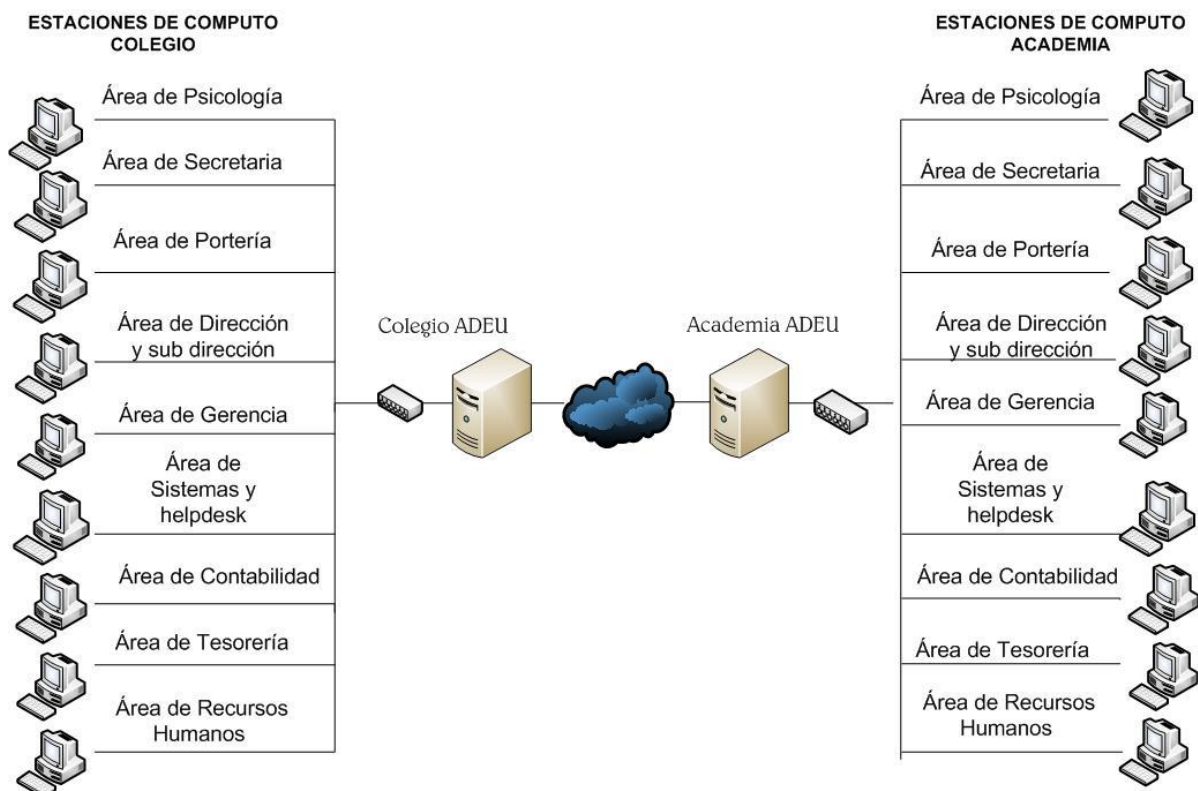 ESTACIONES DE COMPUTO
COLEGIO
Área de Psicología
Área de Secretaria
Área de Portería
Área de Dirección
y sub dirección
Área de Gerencia
Área de
Sistemas y
helpdesk
Área de Contabilidad
Área de Tesorería
Área de Recursos
Humanos
Colegio ADEU
Academia ADEU
ESTACIONES DE COMPUTO
ACADEMIA
Área de Psicología
Área de Secretaria
Área de Portería
Área de Dirección
y sub dirección
Área de Gerencia
Área de
Sistemas y
helpdesk
Área de Contabilidad
Área de Tesorería
Área de Recursos
Humanos